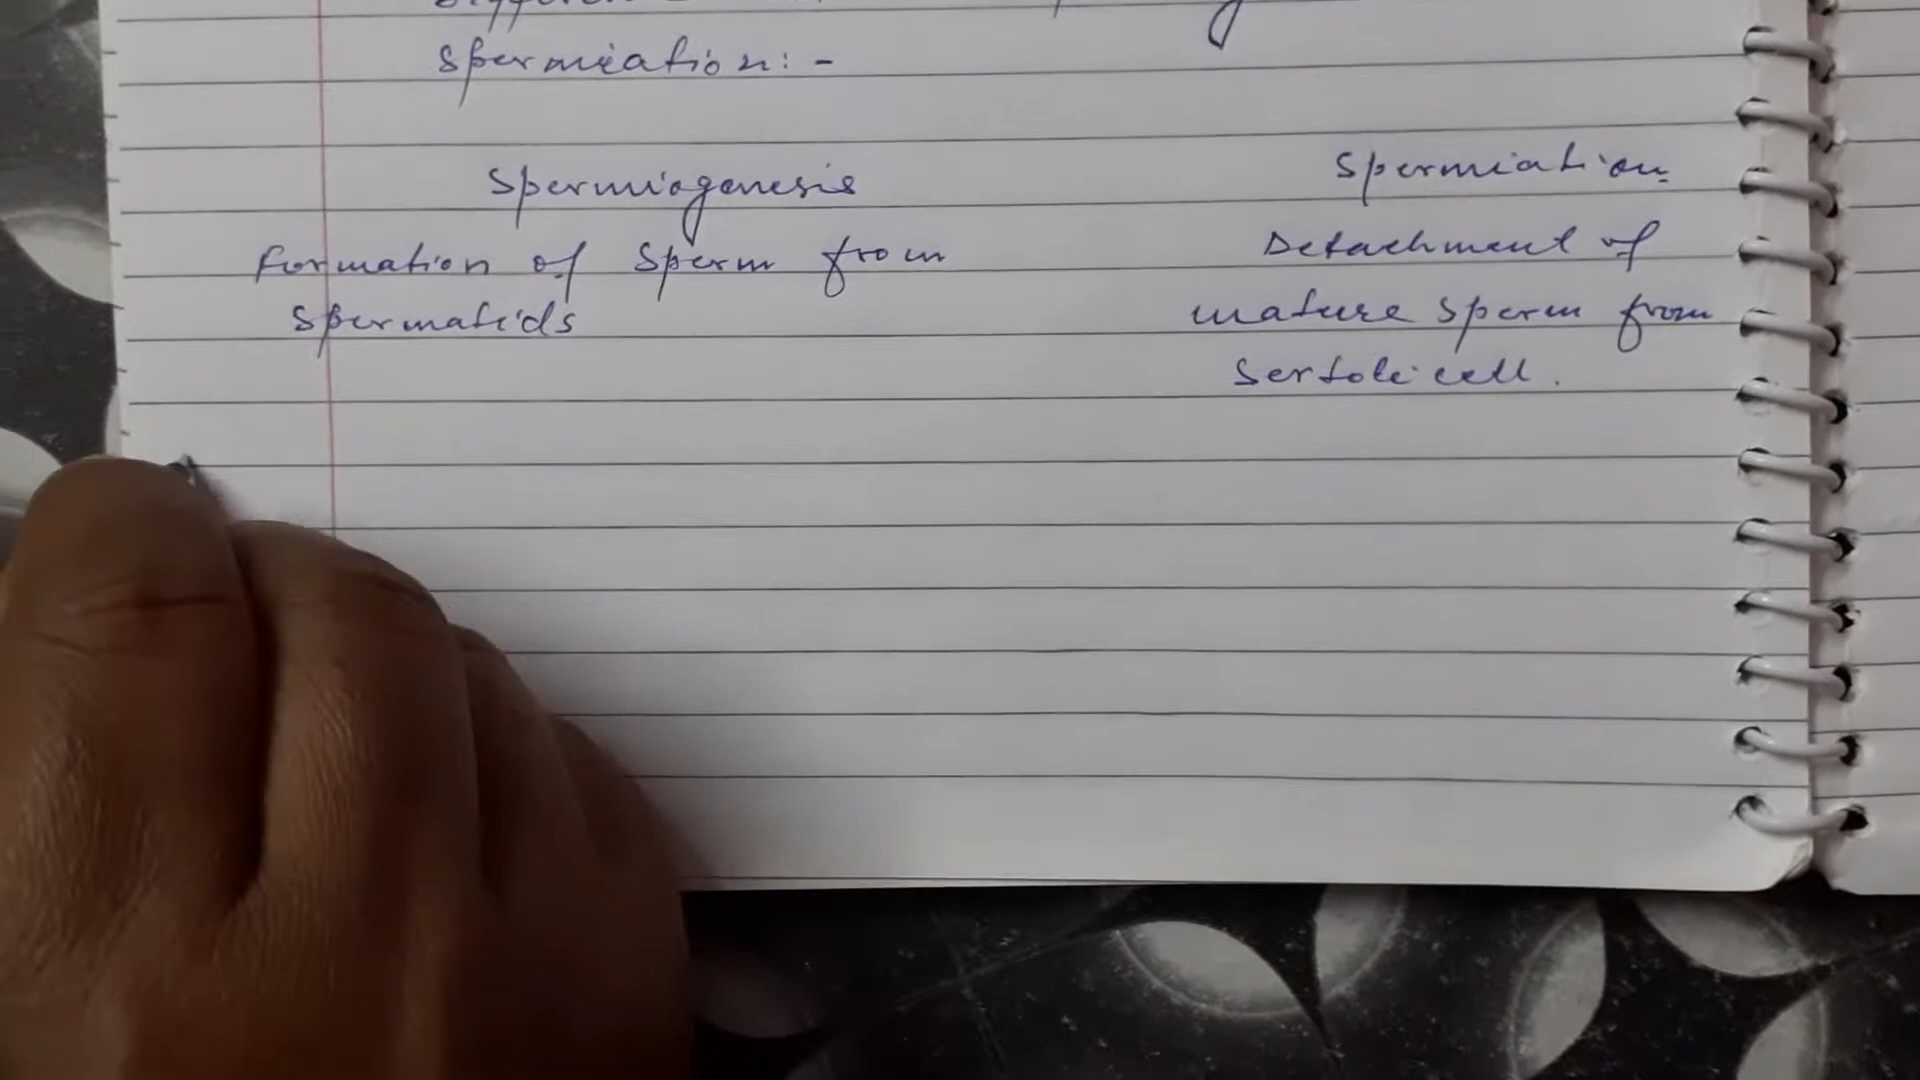 spermiation: -
Spermiogenesis
Spermiation
Formation of Sperm from
Spermatids
Detachment of
mature sperm from
Sertoli cell.